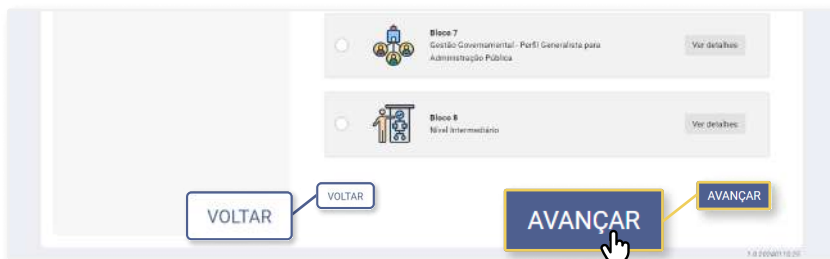 Bloco 7
Gestão Governamental - Perfil Generalista para
Administração Pública
Ver detalhes
Bloco 8
Nível Intermediário
Ver detalhes
VOLTAR
VOLTAR
AVANÇAR
AVANÇAR